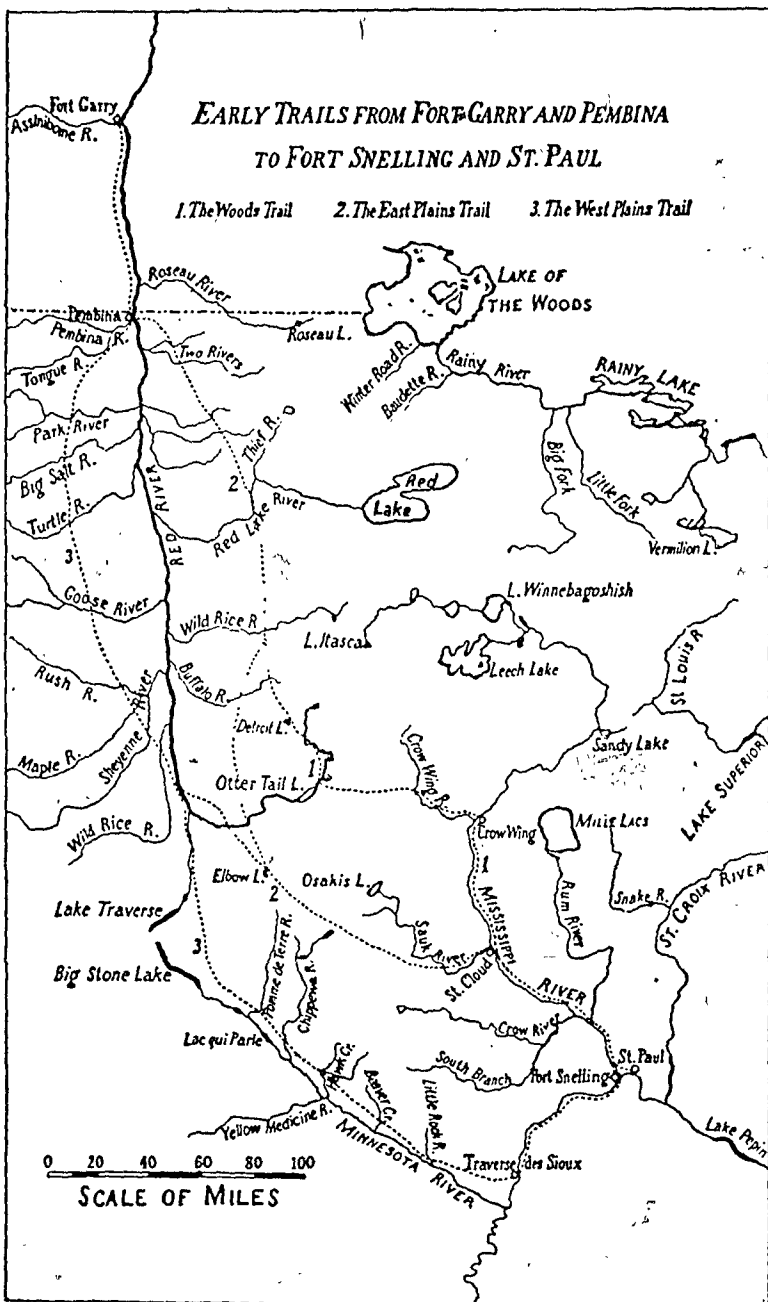 EARLY TRAILS FROM FORT GARRY AND PEMBINA
TO FORT SNELLING AND ST. PAUL
1. The Woods Trail 2. The East Plains Trail 3. The West Plains Trail
Fort Garry
Assiniboine R.
Roseau River
LAKE OF
THE WOODS
Pembina
Pembina R.
Roseau L.
Two Rivers
Tongue R.
Winter Road R.
Baudette R.
Rainy River
RAINY LAKE
Park River
Thief R.
Big Salt R.
RED RIVER
2
Red
Lake
Big Fork
Little Fork
Turtle R.
Red Lake River
Vermilion L.
3
Goose River
L. Winnebagoshish
Wild Rice R
L. Itasca
Leech Lake
St Louis R
Rush R.
Buffalo R.
Maple R.
Sheyenne River
Detroit L.
Crow Wing R.
Sandy Lake
LAKE SUPERIOR
Otter Tail L.
1
Wild Rice R.
Crow Wing
MILLE LACS
1
Elbow L.
Osakis L.
MISSISSIPPI
RIVER
Rum River
Snake R.
ST. CROIX RIVER
2
Lake Traverse
Sauk River
St. Cloud
3
Pomme de Terre R.
Chippewa R.
Big Stone Lake
Lac qui Parle
Crow River
St. Paul
Hawk Cr.
Beaver Cr.
South Branch
Fort Snelling
Little Rock R.
Lake Pepin
Yellow Medicine R.
MINNESOTA RIVER
Traverse des Sioux
0 20 40 60 80 100
SCALE OF MILES